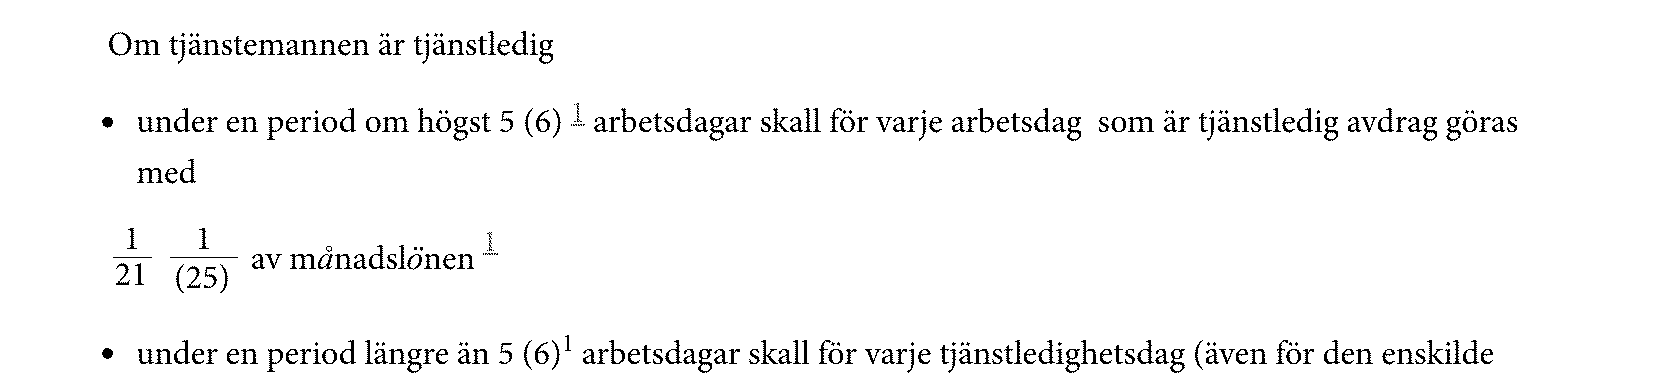 Om tjänstemannen är tjänstledig
• under en period om högst 5 (6) 1 arbetsdagar skall för varje arbetsdag  som är tjänstledig avdrag göras
med
1/21 1/(25) av månadslönen 1
• under en period längre än 5 (6)1 arbetsdagar skall för varje tjänstledighetsdag (även för den enskilde